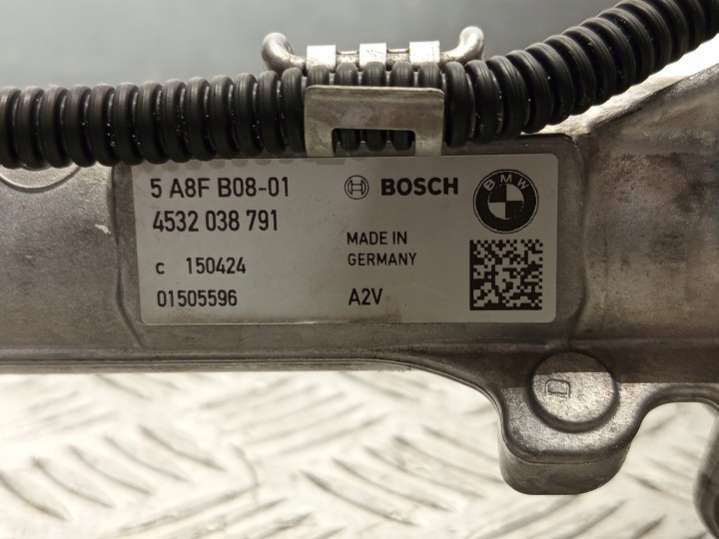 5 A8F B08-01
BOSCH
BMW
4532 038 791
MADE IN
GERMANY
c 150424
01505596
A2V
D